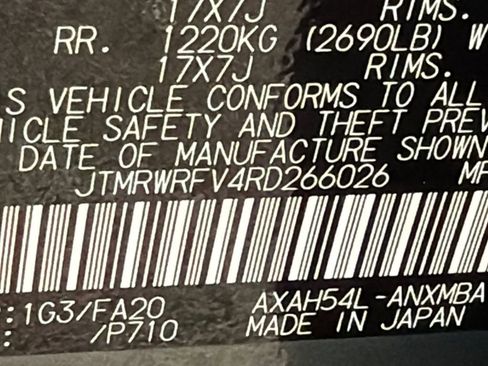 17X7J RIMS.
RR. 1220KG (2690LB) W
17X7J RIMS.
S VEHICLE CONFORMS TO ALL
ICLE SAFETY AND THEFT PREV
DATE OF MANUFACTURE SHOWN
JTMRWRFV4RD266026 MP
:1G3/FA20 AXAH54L-ANXMBA
: /P710 MADE IN JAPAN